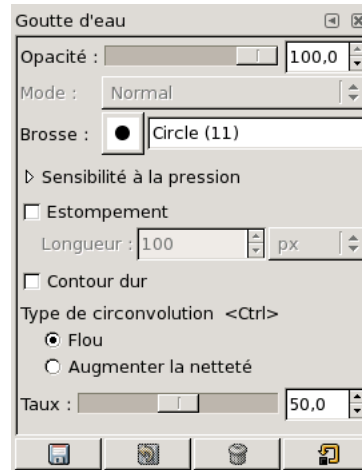 Goutte d'eau
Opacité : 100,0
Mode : Normal
Brosse : Circle (11)
Sensibilité à la pression
Estompement
Longueur : 100 px
Contour dur
Type de circonvolution <Ctrl>
Flou
Augmenter la netteté
Taux : 50,0